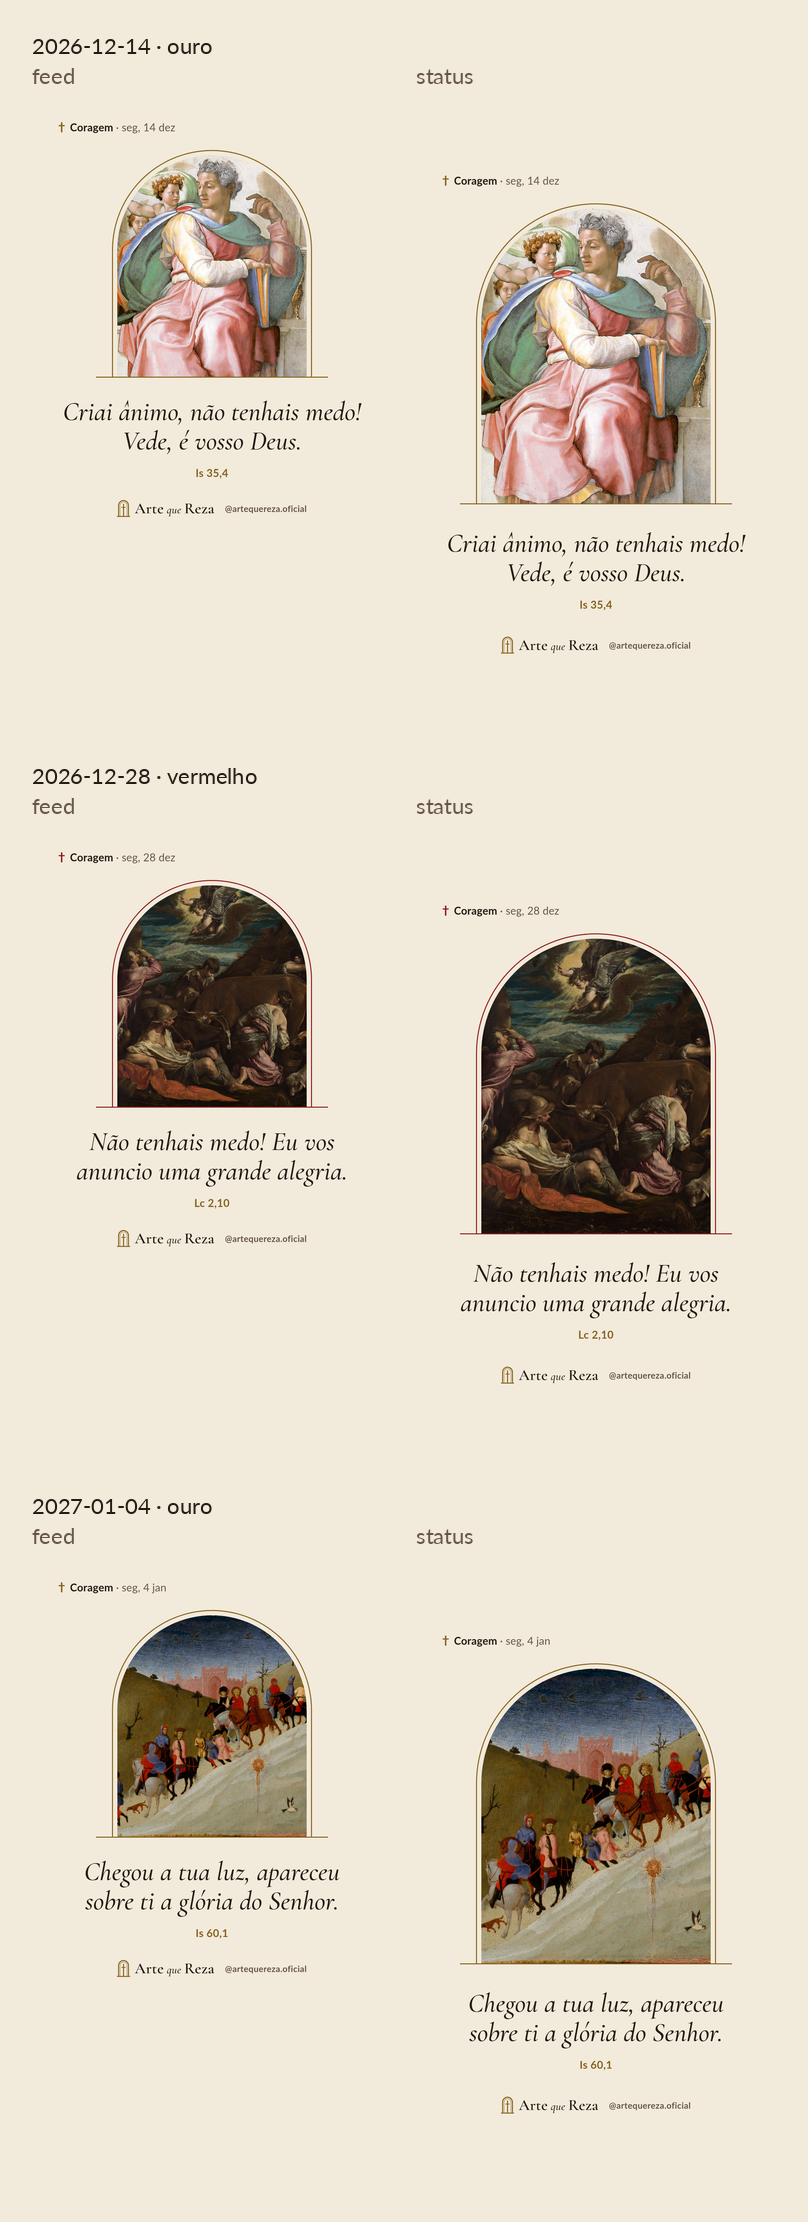 2026-12-14 · ouro
feed
✝ Coragem · seg, 14 dez
Criai ânimo, não tenhais medo!
Vede, é vosso Deus.
Is 35,4
Arte que Reza @artequereza.oficial
status
✝ Coragem · seg, 14 dez
Criai ânimo, não tenhais medo!
Vede, é vosso Deus.
Is 35,4
Arte que Reza @artequereza.oficial
2026-12-28 · vermelho
feed
✝ Coragem · seg, 28 dez
Não tenhais medo! Eu vos
anuncio uma grande alegria.
Lc 2,10
Arte que Reza @artequereza.oficial
status
✝ Coragem · seg, 28 dez
Não tenhais medo! Eu vos
anuncio uma grande alegria.
Lc 2,10
Arte que Reza @artequereza.oficial
2027-01-04 · ouro
feed
✝ Coragem · seg, 4 jan
Chegou a tua luz, apareceu
sobre ti a glória do Senhor.
Is 60,1
Arte que Reza @artequereza.oficial
status
✝ Coragem · seg, 4 jan
Chegou a tua luz, apareceu
sobre ti a glória do Senhor.
Is 60,1
Arte que Reza @artequereza.oficial